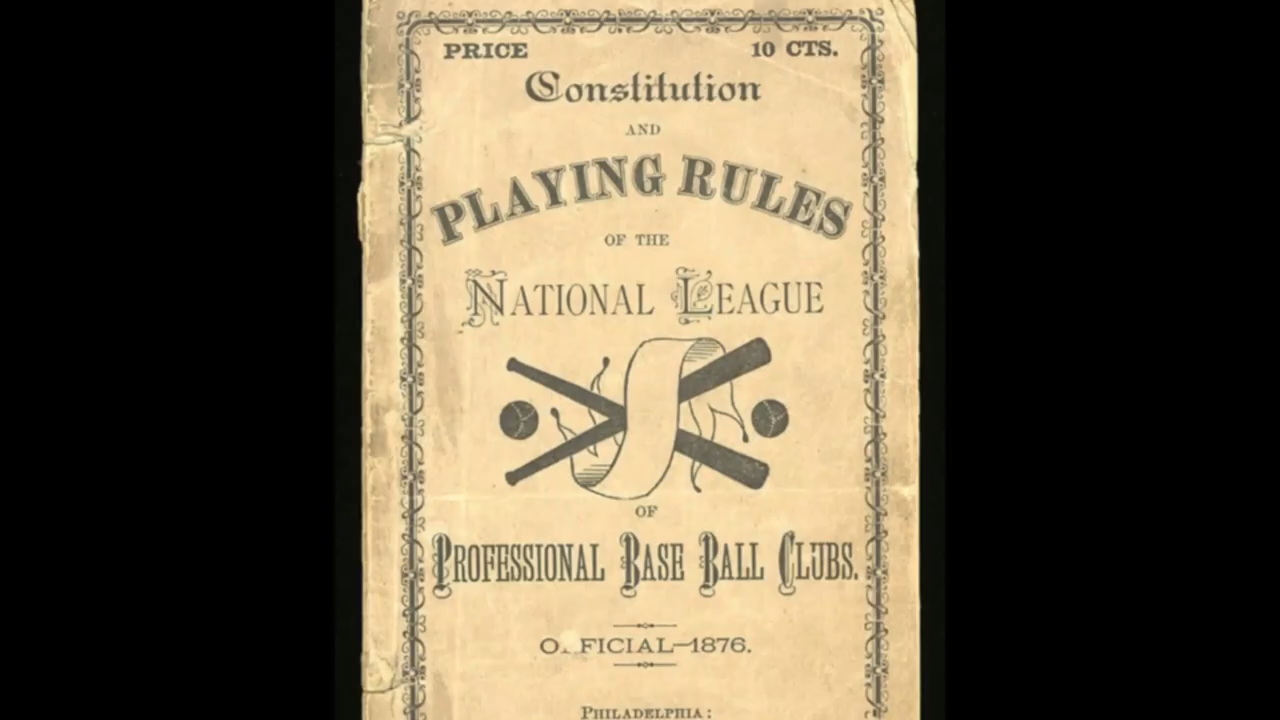 PRICE 10 CTS.
Constitution
AND
PLAYING RULES
OF THE
NATIONAL LEAGUE
OF
PROFESSIONAL BASE BALL CLUBS.
O. FICIAL—1876.
PHILADELPHIA: